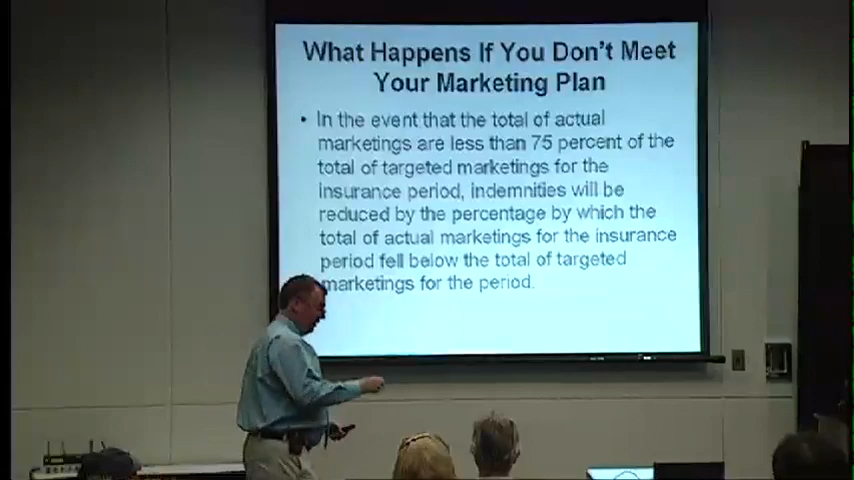 What Happens If You Don't Meet
Your Marketing Plan
• In the event that the total of actual
marketings are less than 75 percent of the
total of targeted marketings for the
insurance period, indemnities will be
reduced by the percentage by which the
total of actual marketings for the insurance
period fell below the total of targeted
marketings for the period.